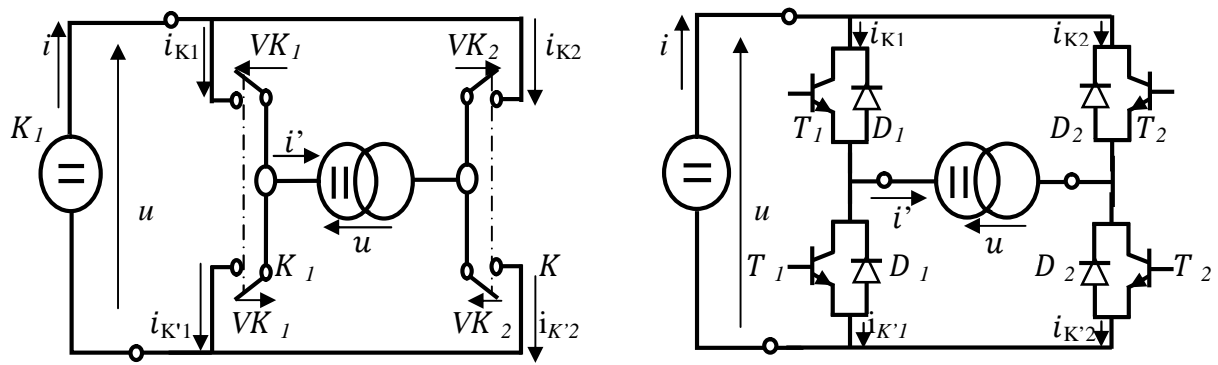 i
i_K1
VK_1
VK_2
i_K2
K_1
u
i'
u
K_1
K
i_K'1
VK_1
VK_2
i_K'2
i
i_K1
i_K2
T_1
D_1
D_2
T_2
u
i'
u
T_1
D_1
D_2
T_2
i_K'1
i_K'2